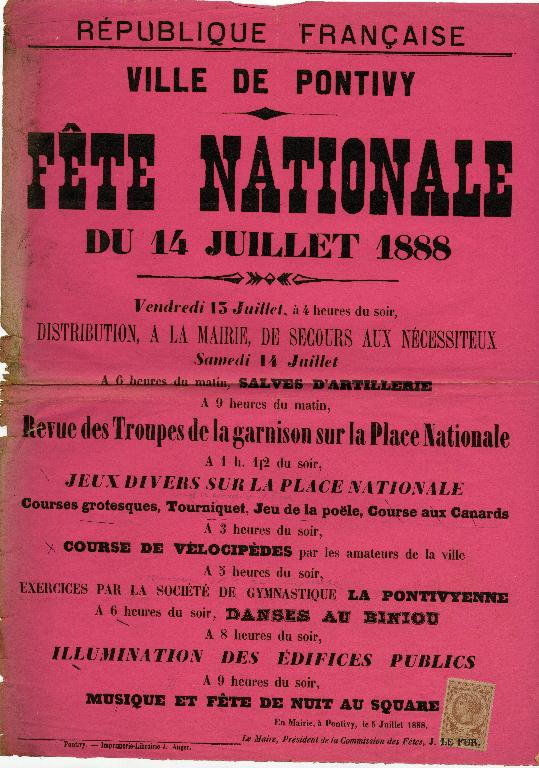 RÉPUBLIQUE FRANÇAISE
VILLE DE PONTIVY
FÊTE NATIONALE
DU 14 JUILLET 1888
Vendredi 13 Juillet, à 4 heures du soir,
DISTRIBUTION, A LA MAIRIE, DE SECOURS AUX NÉCESSITEUX
Samedi 14 Juillet
A 6 heures du matin, SALVES D'ARTILLERIE
A 9 heures du matin,
Revue des Troupes de la garnison sur la Place Nationale
A 1 h. 1/2 du soir,
JEUX DIVERS SUR LA PLACE NATIONALE
Courses grotesques, Tourniquet, Jeu de la poële, Course aux Canards
A 3 heures du soir,
COURSE DE VÉLOCIPÈDES par les amateurs de la ville
A 5 heures du soir,
EXERCICES PAR LA SOCIÉTÉ DE GYMNASTIQUE LA PONTIVYENNE
A 6 heures du soir, DANSES AU BINIOU
A 8 heures du soir,
ILLUMINATION DES ÉDIFICES PUBLICS
A 9 heures du soir,
MUSIQUE ET FÊTE DE NUIT AU SQUARE
En Mairie, à Pontivy, le 5 Juillet 1888,
Le Maire, Président de la Commission des Fêtes, J. LE FUR.
Pontivy. — Imprimerie-Librairie J. Anger.